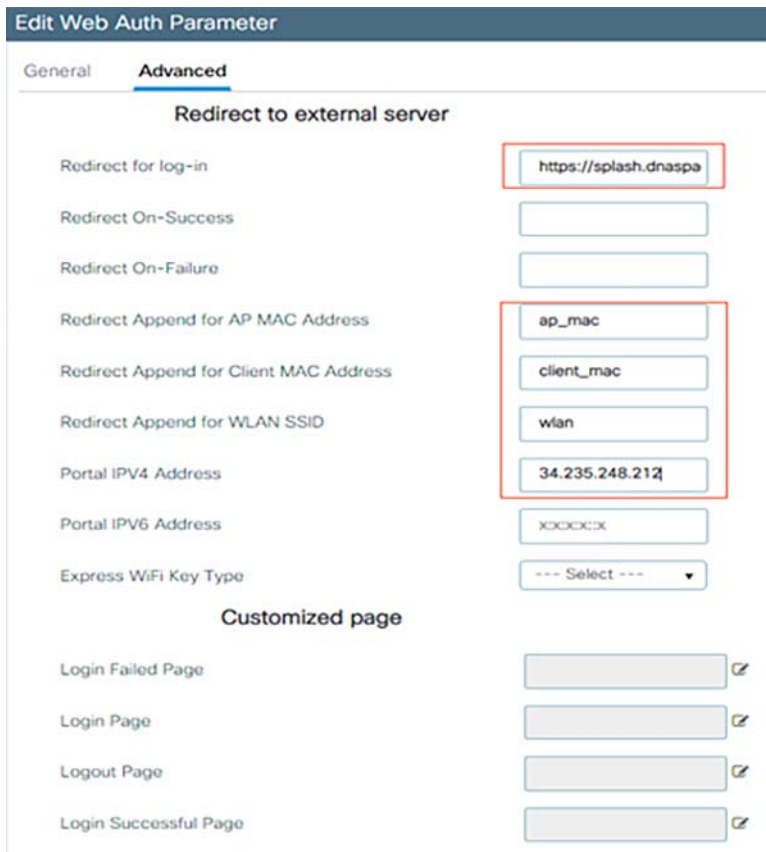 Edit Web Auth Parameter
General Advanced
Redirect to external server
Redirect for log-in https://splash.dnaspa
Redirect On-Success
Redirect On-Failure
Redirect Append for AP MAC Address ap_mac
Redirect Append for Client MAC Address client_mac
Redirect Append for WLAN SSID wlan
Portal IPV4 Address 34.235.248.212
Portal IPV6 Address
Express WiFi Key Type --- Select ---
Customized page
Login Failed Page
Login Page
Logout Page
Login Successful Page